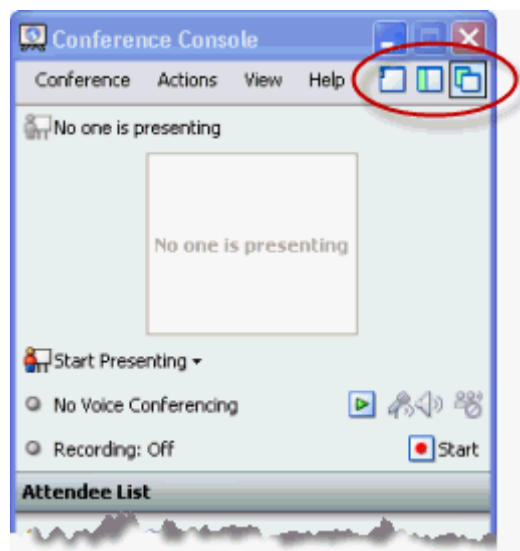 Conference Console
Conference Actions View Help
No one is presenting
No one is presenting
Start Presenting
No Voice Conferencing
Recording: Off Start
Attendee List